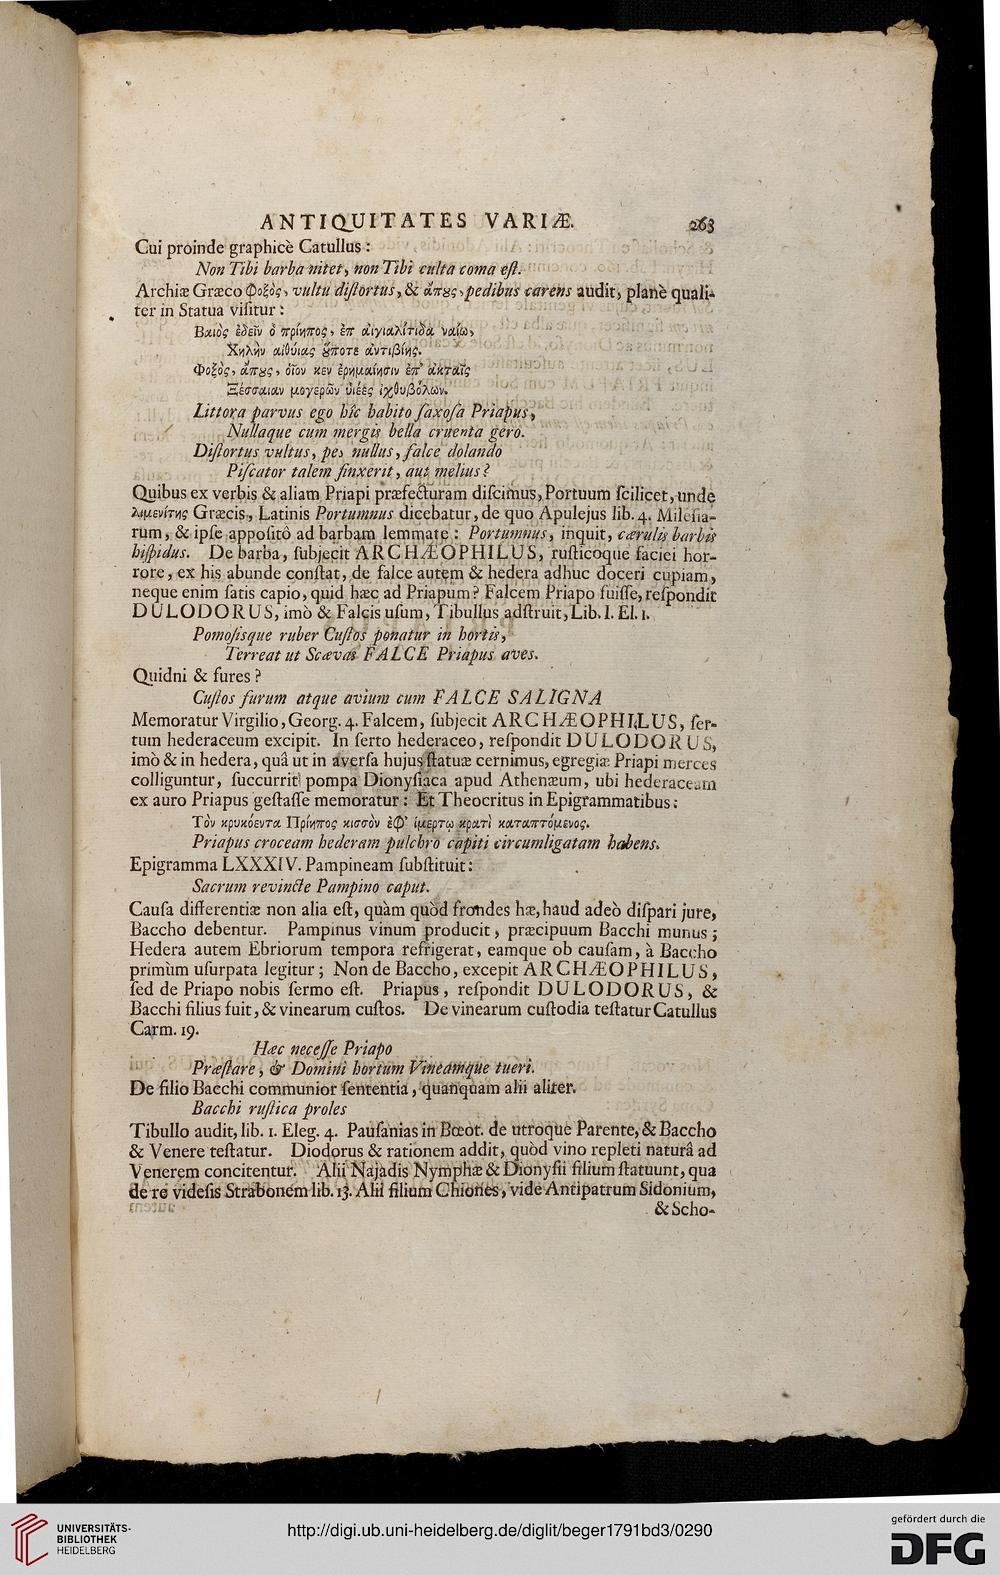 ANTIQUITATES VARIÆ. 263
Cui proinde graphicè Catullus :
Non Tibi barba nitet, non Tibi culta coma eſt.
Archiæ Græco Φοξὸς, vultu diſtortus, & ἄπȣς, pedibus carens audit, planè quali-
ter in Statua viſitur :
Βαιὸς ἐδεῖν ὁ πρίηπος, ἐπ αἰγιαλίτιδα ναίω,
Χηλὴν αἰθύιας ȣ̓́ποτε ἀντιβίης.
Φοξὸς, ἄπȣς, ὁῖον κεν ἐρημαίησιν ἐπ' ἀκταῖς
Ξέσσαιαν μογερῶν ὑιέες ἰχθυβόλων.
Littora parvus ego hîc habito ſaxoſa Priapus,
Nullaque cum mergis bella cruenta gero.
Diſtortus vultus, pes nullus, falce dolando
Piſcator talem finxerit, aut melius ?
Quibus ex verbis & aliam Priapi præfecturam diſcimus, Portuum ſcilicet, unde
λιμενίτης Græcis, Latinis Portumnus dicebatur, de quo Apulejus lib. 4. Mileſia-
rum, & ipſe appoſitô ad barbam lemmate : Portumnus, inquit, cærulis barbis
hiſpidus. De barba, ſubjecit ARCHÆOPHILUS, ruſticoque faciei hor-
rore, ex his abunde conſtat, de falce autem & hedera adhuc doceri cupiam,
neque enim ſatis capio, quid hæc ad Priapum ? Falcem Priapo fuiſſe, reſpondit
DULODORUS, imò & Falcis uſum, Tibullus adſtruit, Lib. I. El. 1.
Pomoſisque ruber Cuſtos ponatur in hortis,
Terreat ut Scævas FALCE Priapus aves.
Quidni & fures ?
Cuſtos furum atque avium cum FALCE SALIGNA
Memoratur Virgilio, Georg. 4. Falcem, ſubjecit ARCHÆOPHILUS, ſer-
tum hederaceum excipit. In ſerto hederaceo, reſpondit DULODORUS,
imò & in hedera, quâ ut in averſa hujus ſtatuæ cernimus, egregiæ Priapi merces
colliguntur, ſuccurrit pompa Dionyſiaca apud Athenæum, ubi hederaceam
ex auro Priapus geſtaſſe memoratur : Et Theocritus in Epigrammatibus :
Τὸν κρυκόεντα Πρίηπος κισσὸν ἐφ' ἱμερτῳ κρατὶ καταπτόμενος.
Priapus croceam hederam pulchro capiti circumligatam habens.
Epigramma LXXXIV. Pampineam ſubſtituit :
Sacrum revincte Pampino caput.
Cauſa differentiæ non alia eſt, quàm quòd frondes hæ, haud adeò diſpari jure,
Baccho debentur. Pampinus vinum producit, præcipuum Bacchi munus ;
Hedera autem Ebriorum tempora refrigerat, eamque ob cauſam, à Baccho
primùm uſurpata legitur ; Non de Baccho, excepit ARCHÆOPHILUS,
ſed de Priapo nobis ſermo eſt. Priapus, reſpondit DULODORUS, &
Bacchi filius fuit, & vinearum cuſtos. De vinearum cuſtodia teſtatur Catullus
Carm. 19.
Hæc neceſſe Priapo
Præſtare, & Domini hortum Vineamque tueri.
De filio Bacchi communior ſententia, quanquam alii aliter.
Bacchi ruſtica proles
Tibullo audit, lib. 1. Eleg. 4. Pauſanias in Bœot. de utroque Parente, & Baccho
& Venere teſtatur. Diodorus & rationem addit, quòd vino repleti naturâ ad
Venerem concitentur. Alii Najadis Nymphæ & Dionyſii filium ſtatuunt, qua
de re videſis Strabonem lib. 13. Alii filium Chiones, vide Antipatrum Sidonium,
& Scho-
UNIVERSITÄTS-
BIBLIOTHEK
HEIDELBERG
http://digi.ub.uni-heidelberg.de/diglit/beger1791bd3/0290
gefördert durch die
DFG